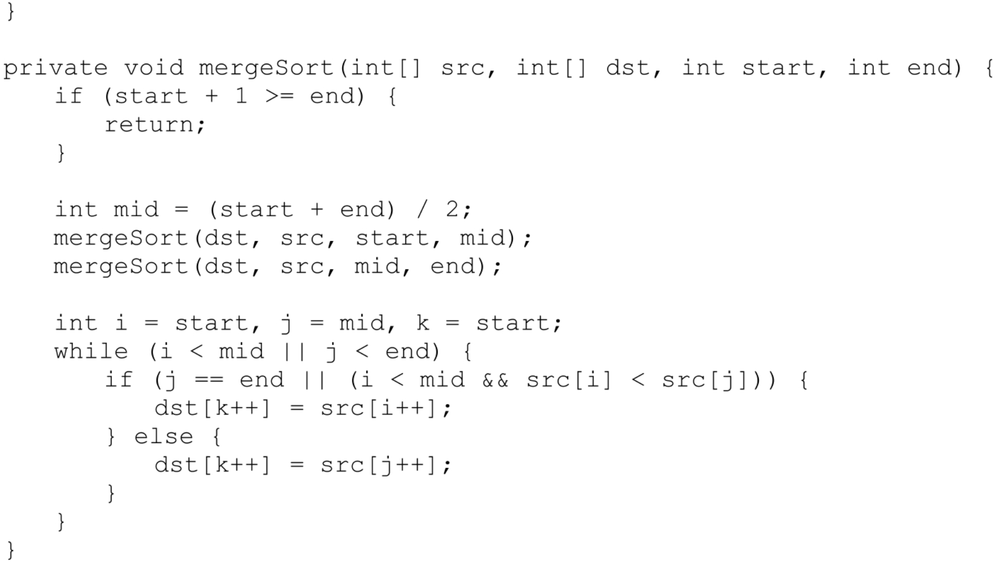 }

private void mergeSort(int[] src, int[] dst, int start, int end) {
    if (start + 1 >= end) {
        return;
    }

    int mid = (start + end) / 2;
    mergeSort(dst, src, start, mid);
    mergeSort(dst, src, mid, end);

    int i = start, j = mid, k = start;
    while (i < mid || j < end) {
        if (j == end || (i < mid && src[i] < src[j])) {
            dst[k++] = src[i++];
        } else {
            dst[k++] = src[j++];
        }
    }
}